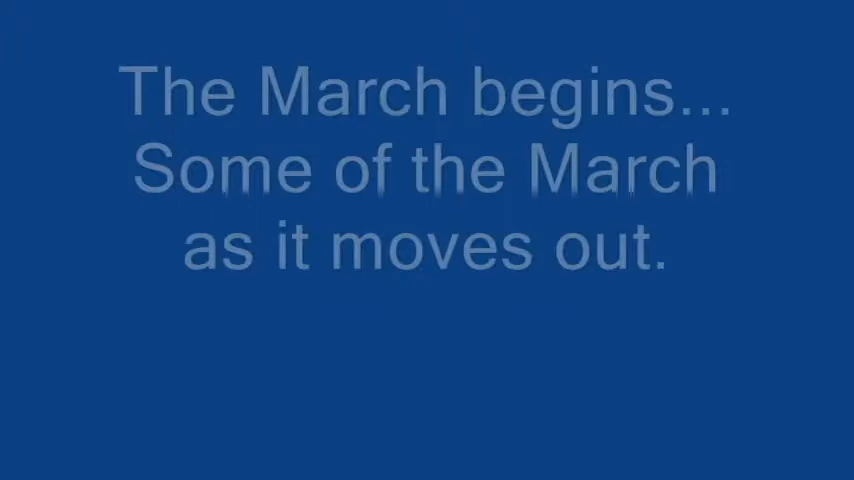 The March begins...
Some of the March
as it moves out.